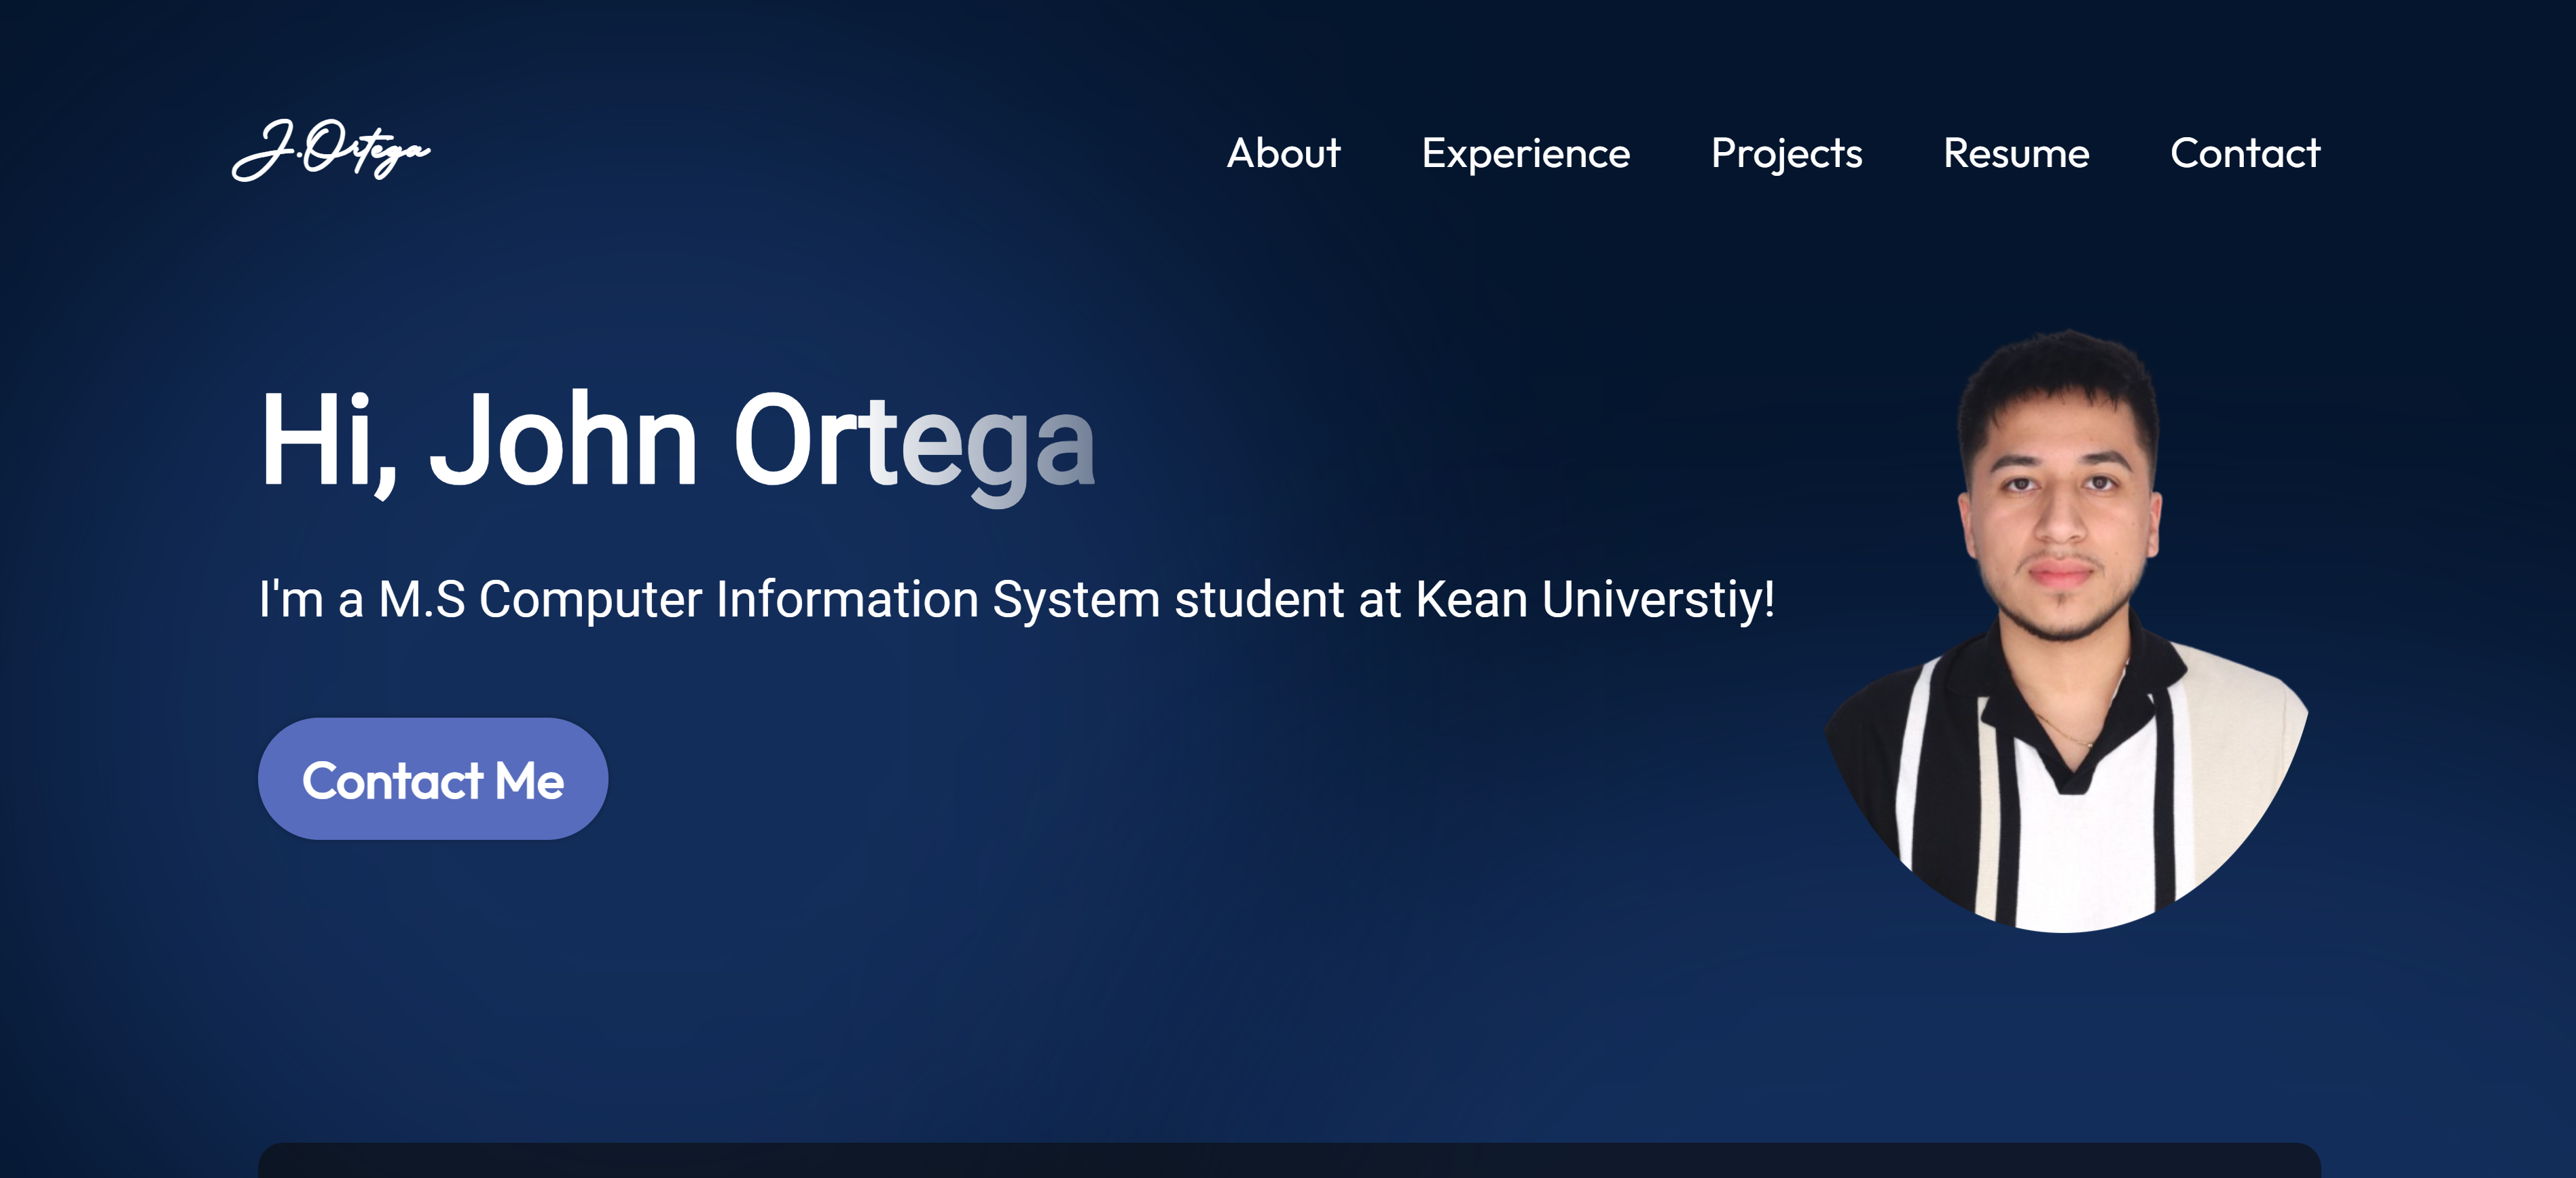 J.Ortega
About Experience Projects Resume Contact
Hi, John Ortega
I'm a M.S Computer Information System student at Kean Universtiy!
Contact Me